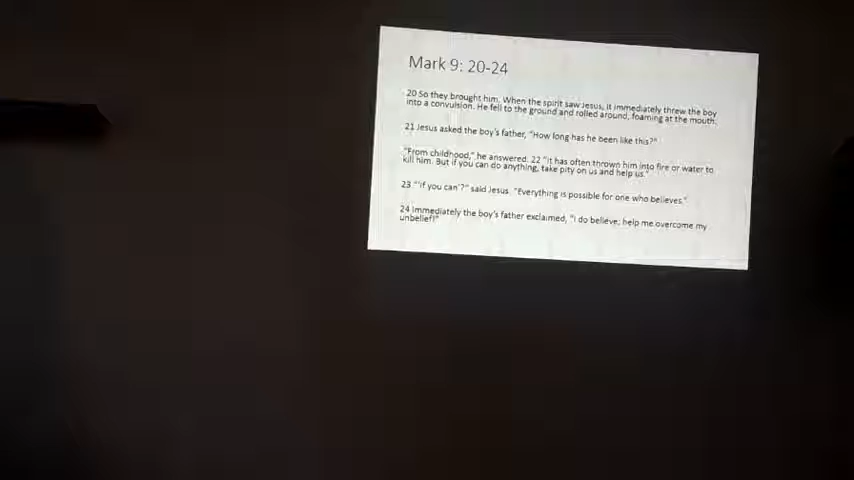 Mark 9: 20-24
20 So they brought him. When the spirit saw Jesus, it immediately threw the boy
into a convulsion. He fell to the ground and rolled around, foaming at the mouth.
21 Jesus asked the boy's father, "How long has he been like this?"
"From childhood," he answered. 22 "It has often thrown him into fire or water to
kill him. But if you can do anything, take pity on us and help us."
23 "'If you can'?" said Jesus. "Everything is possible for one who believes."
24 Immediately the boy's father exclaimed, "I do believe; help me overcome my
unbelief!"